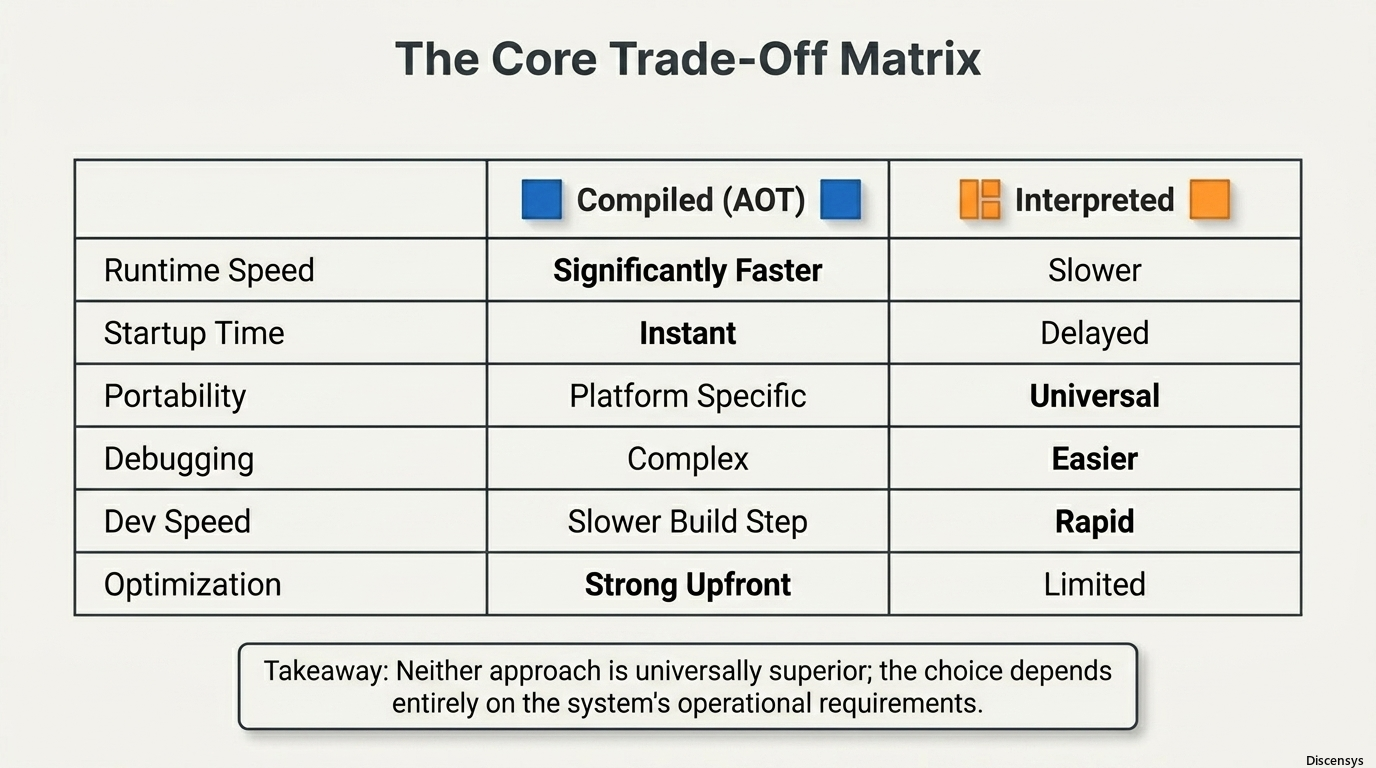 The Core Trade-Off Matrix
Compiled (AOT) Interpreted
Runtime Speed Significantly Faster Slower
Startup Time Instant Delayed
Portability Platform Specific Universal
Debugging Complex Easier
Dev Speed Slower Build Step Rapid
Optimization Strong Upfront Limited
Takeaway: Neither approach is universally superior; the choice depends
entirely on the system's operational requirements.
Discensys